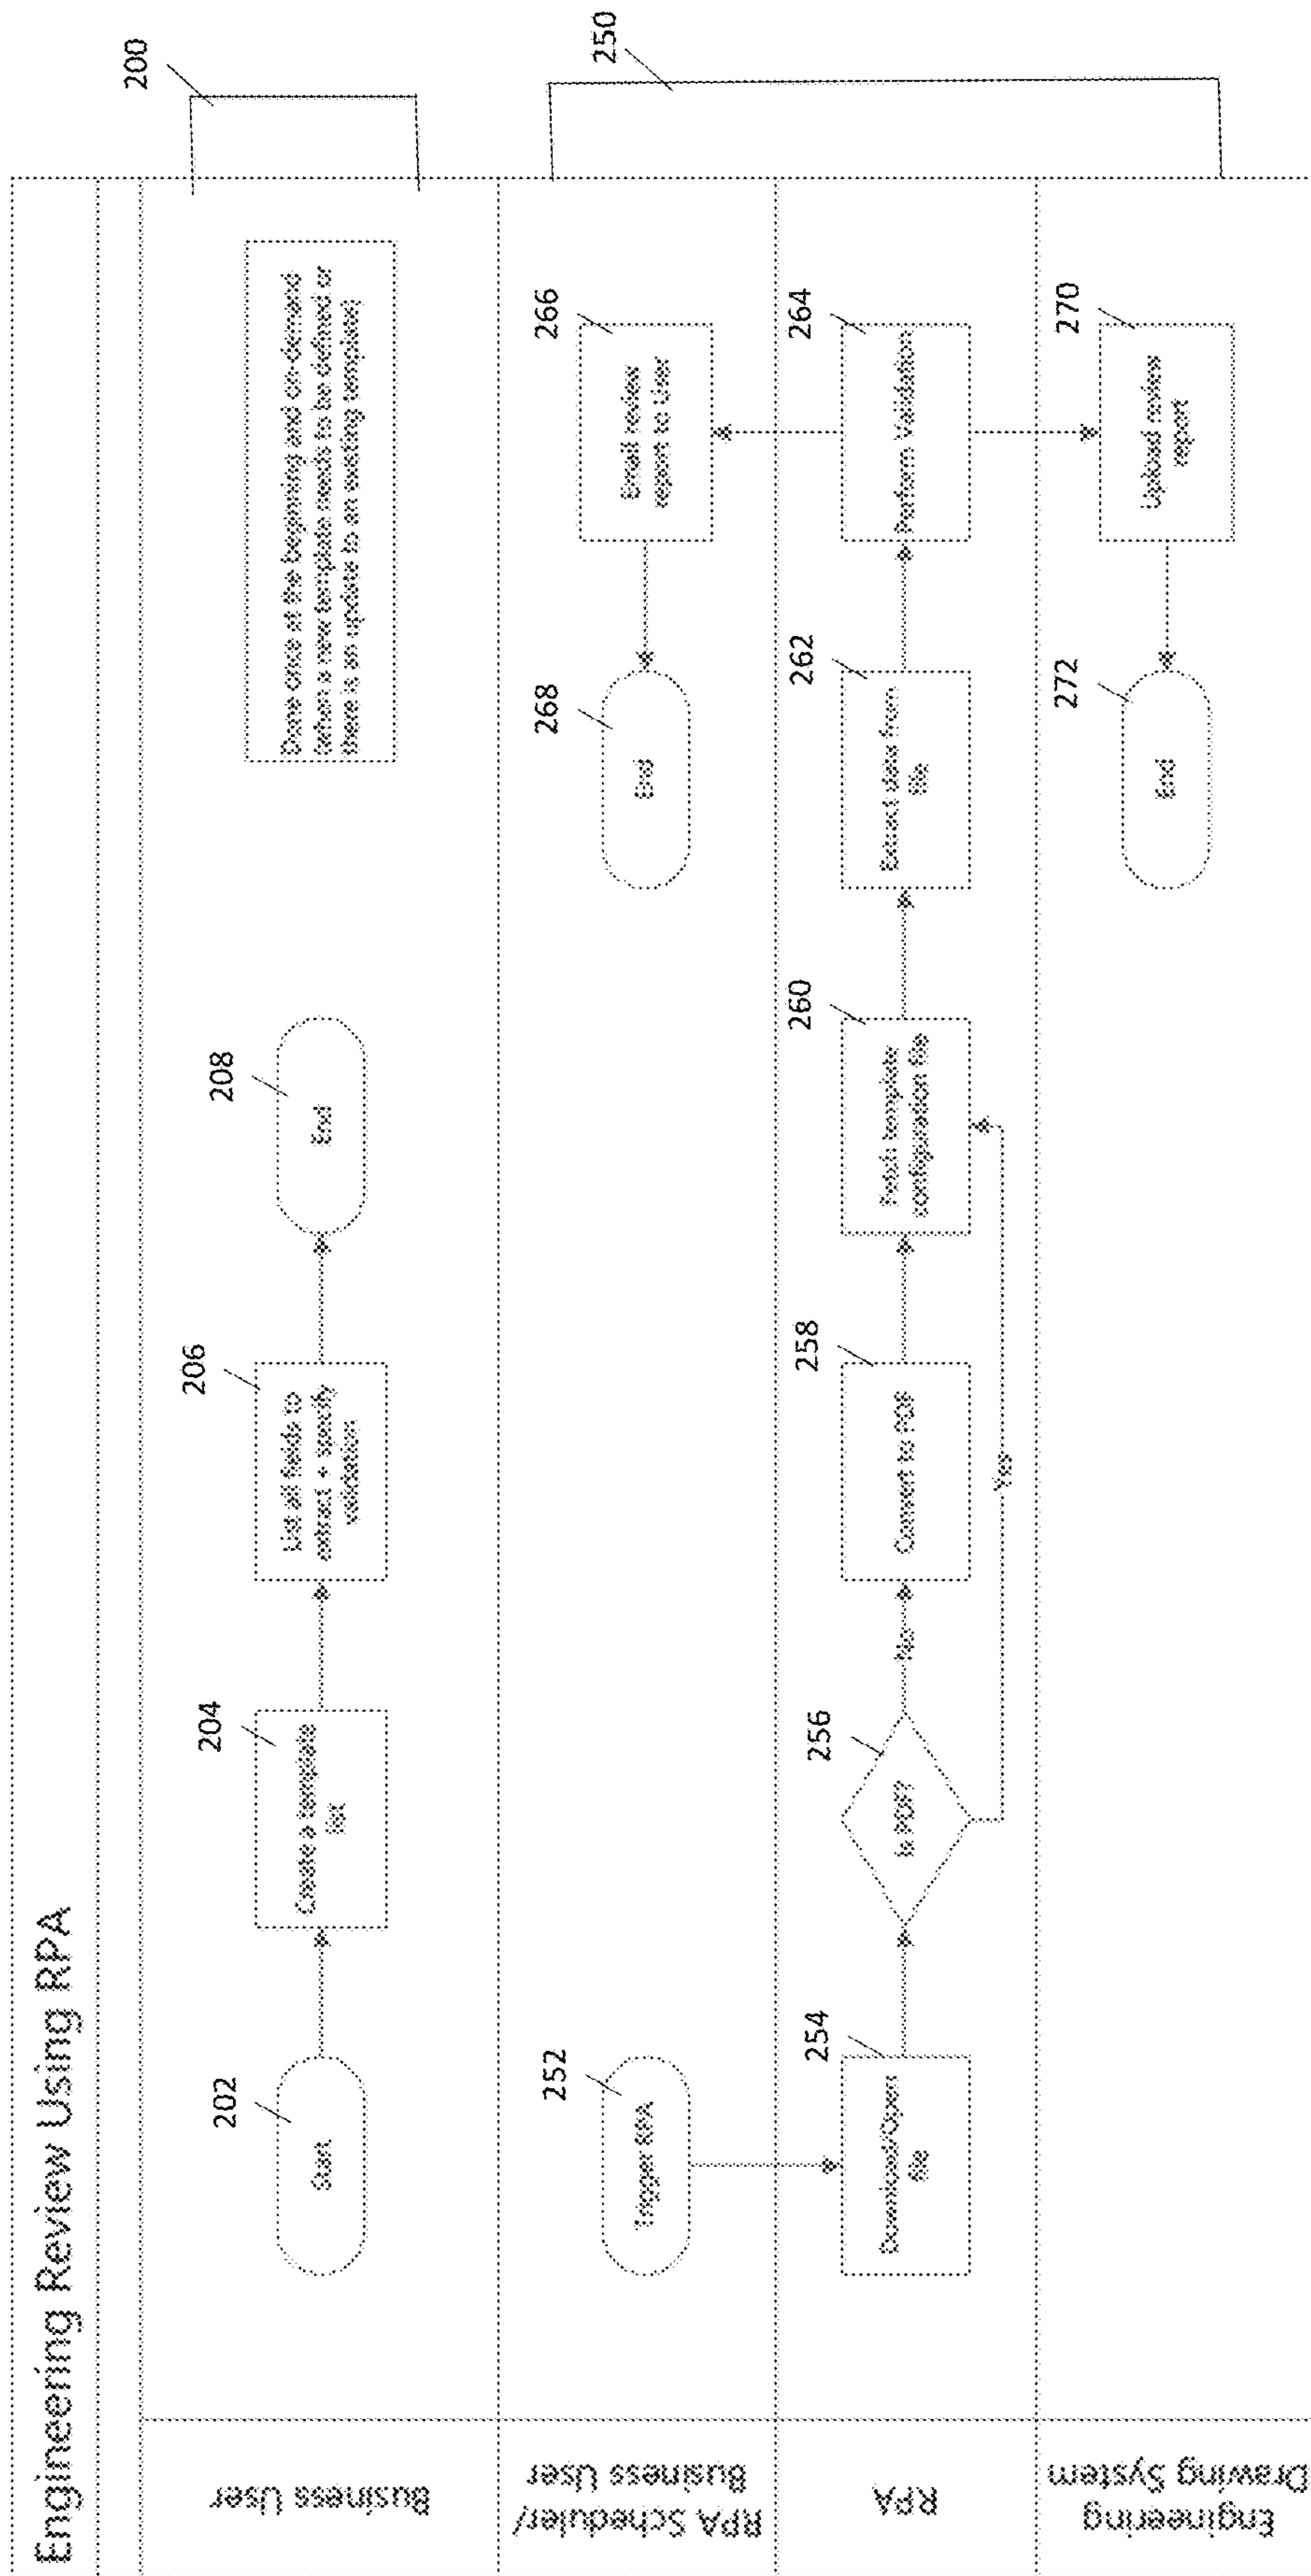 Engineering Review Using RPA
200
Business User
202
Start
204
Create a template
list
206
List all fields to
extract + specify
validation
208
End
Done once at the beginning and on-demand
(when a new template needs to be defined or
there is an update to an existing template)
250
RPA Scheduler/
Business User
252
Trigger RPA
268
End
266
Email review
report to User
RPA
254
Download/Open
file
256
Is PDF?
No
Yes
258
Convert to PDF
260
Fetch template
configuration file
262
Extract data from
file
264
Perform Validation
Engineering
Drawing System
272
End
270
Upload review
report